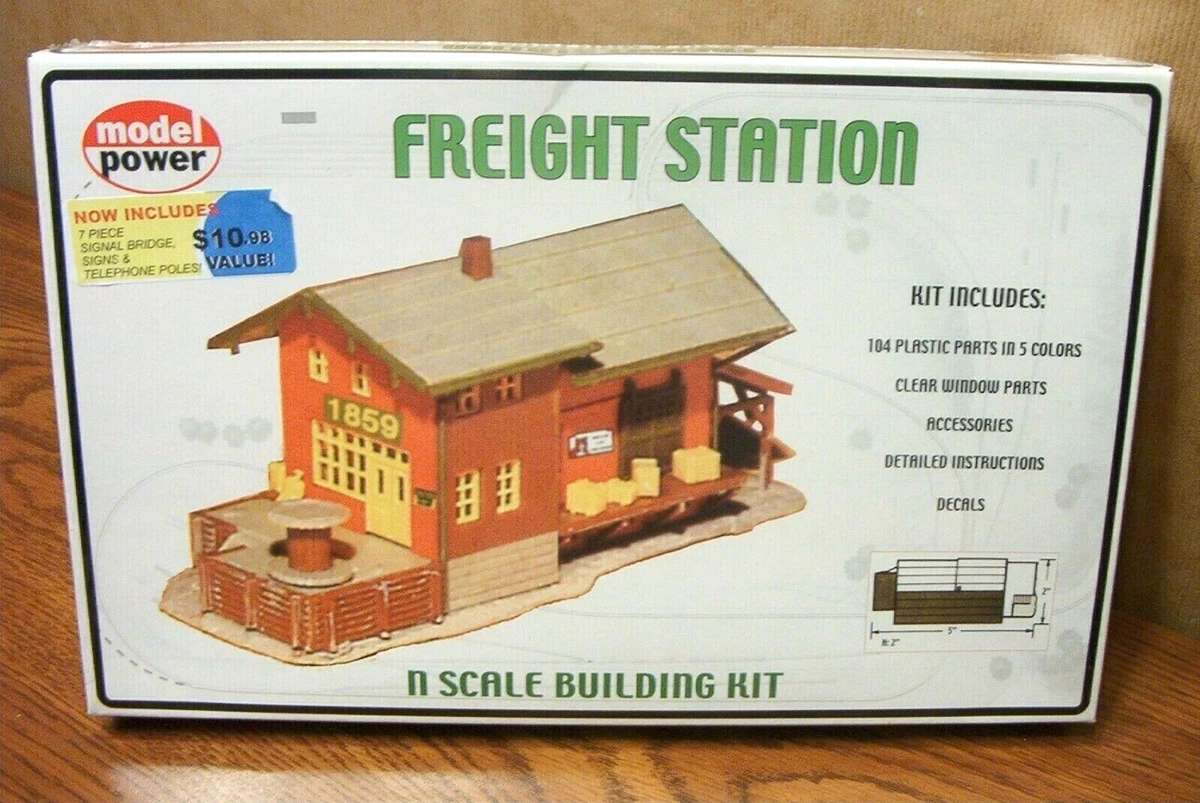 model
power
FREIGHT STATION
NOW INCLUDES
7 PIECE
SIGNAL BRIDGE,
SIGNS &
TELEPHONE POLES!
$10.98
VALUE!
1859
KIT INCLUDES:
104 PLASTIC PARTS IN 5 COLORS
CLEAR WINDOW PARTS
ACCESSORIES
DETAILED INSTRUCTIONS
DECALS
2"
5"
H: 2"
N SCALE BUILDING KIT